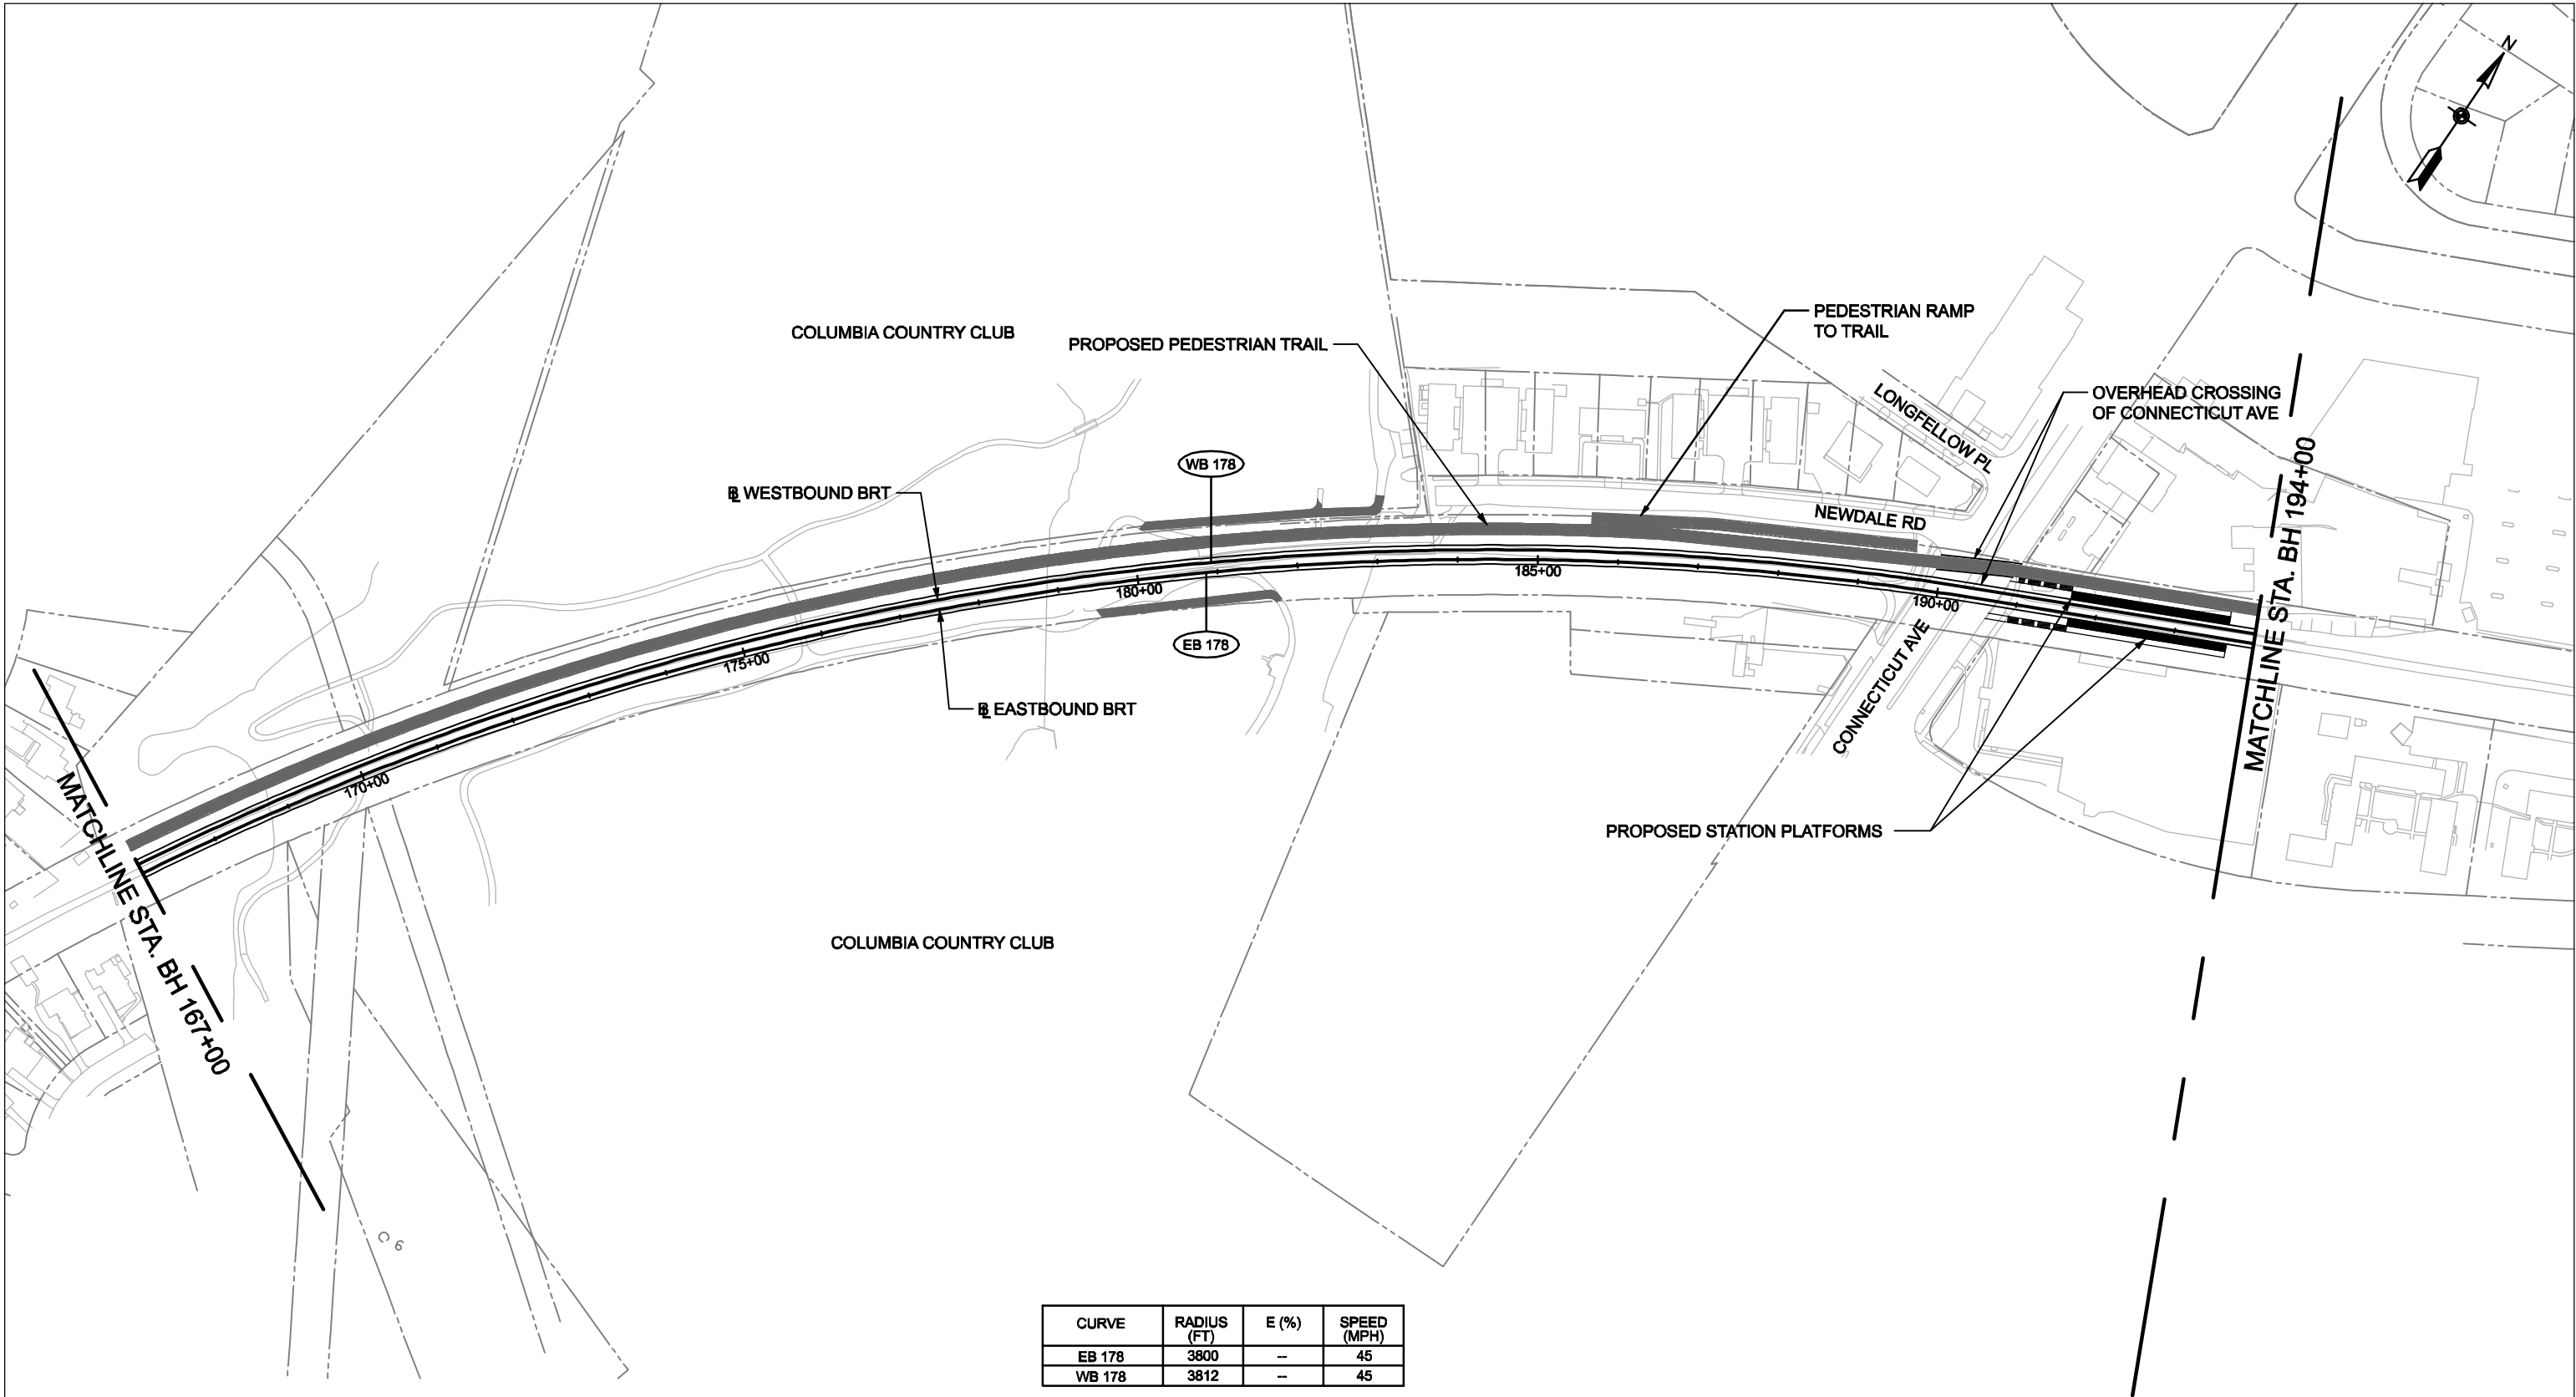 N
COLUMBIA COUNTRY CLUB
PROPOSED PEDESTRIAN TRAIL
PEDESTRIAN RAMP
TO TRAIL
LONGFELLOW PL
OVERHEAD CROSSING
OF CONNECTICUT AVE
WB 178
BL WESTBOUND BRT
NEWDALE RD
MATCHLINE STA. BH 194+00
185+00
180+00
190+00
EB 178
175+00
CONNECTICUT AVE
BL EASTBOUND BRT
170+00
MATCHLINE STA. BH 167+00
PROPOSED STATION PLATFORMS
COLUMBIA COUNTRY CLUB
C 6
CURVE RADIUS (FT) E (%) SPEED (MPH)
EB 178 3800 -- 45
WB 178 3812 -- 45